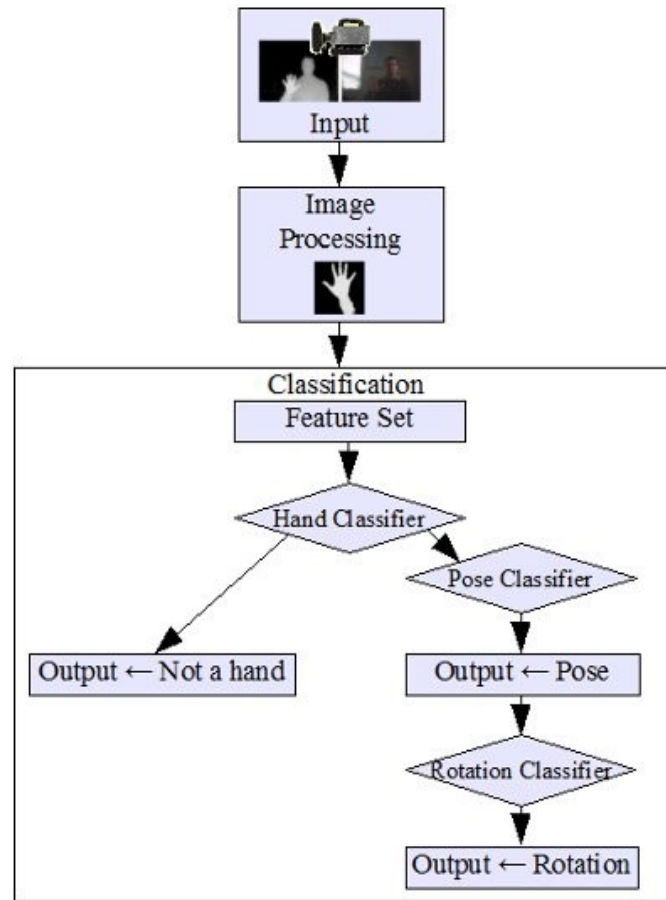 Input
Image
Processing
Classification
Feature Set
Hand Classifier
Pose Classifier
Output ← Not a hand
Output ← Pose
Rotation Classifier
Output ← Rotation